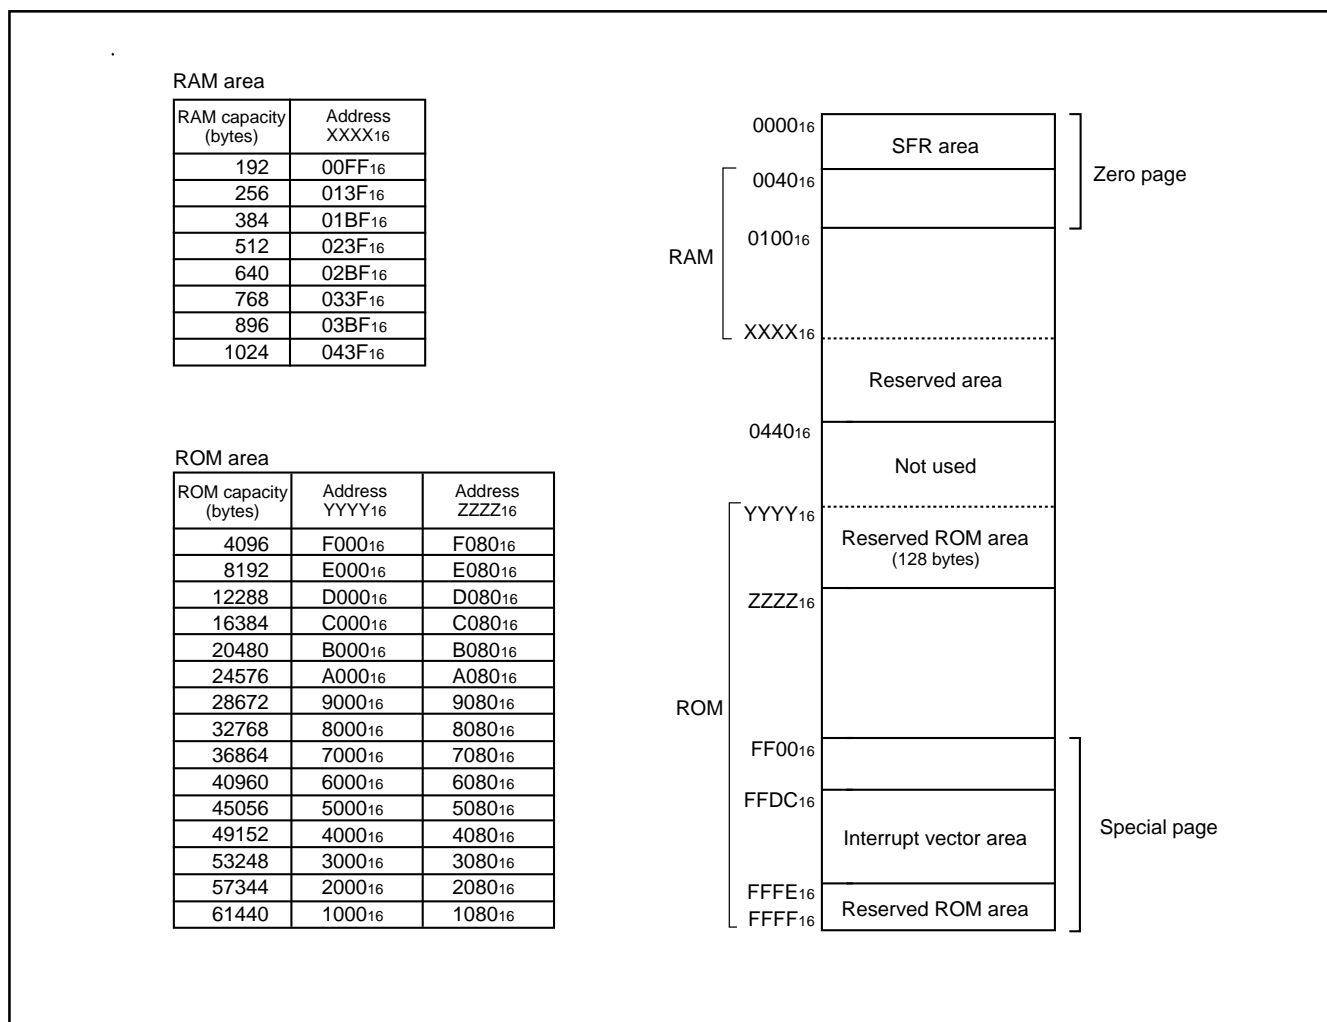 RAM area
RAM capacity (bytes) Address XXXX16
192 00FF16
256 013F16
384 01BF16
512 023F16
640 02BF16
768 033F16
896 03BF16
1024 043F16
ROM area
ROM capacity (bytes) Address YYYY16 Address ZZZZ16
4096 F00016 F08016
8192 E00016 E08016
12288 D00016 D08016
16384 C00016 C08016
20480 B00016 B08016
24576 A00016 A08016
28672 900016 908016
32768 800016 808016
36864 700016 708016
40960 600016 608016
45056 500016 508016
49152 400016 408016
53248 300016 308016
57344 200016 208016
61440 100016 108016
000016
SFR area
Zero page
004016
010016
RAM
XXXX16
Reserved area
044016
Not used
YYYY16
Reserved ROM area
(128 bytes)
ZZZZ16
ROM
FF0016
FFDC16
Interrupt vector area
Special page
FFFE16
Reserved ROM area
FFFF16